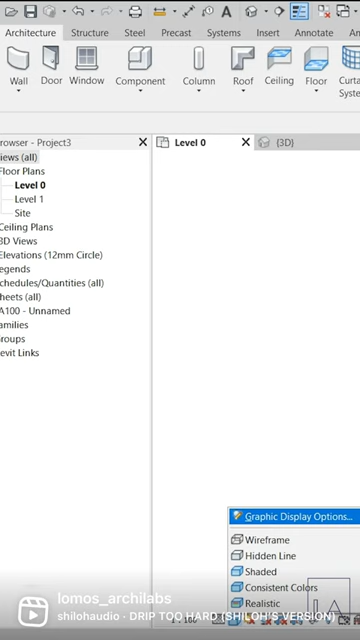 A
Architecture Structure Steel Precast Systems Insert Annotate An
Wall Door Window Component Column Roof Ceiling Floor Curta
Syste
rowser - Project3
Level 0
{3D}
iews (all)
Floor Plans
Level 0
Level 1
Site
Ceiling Plans
3D Views
Elevations (12mm Circle)
egends
chedules/Quantities (all)
heets (all)
A100 - Unnamed
amilies
roups
evit Links
Graphic Display Options...
Wireframe
Hidden Line
Shaded
Consistent Colors
Realistic
lomos_archilabs
shilohaudio · DRIP TOO HARD (SHILOH'S VERSION)